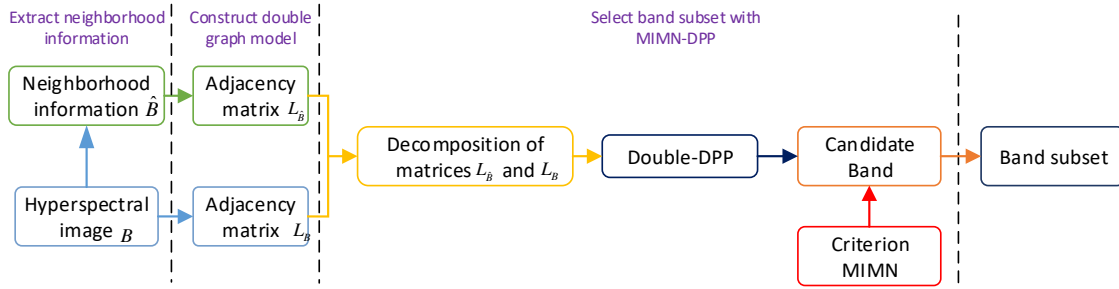 Extract neighborhood
information
Construct double
graph model
Select band subset with
MIMN-DPP
Neighborhood
information B̂
Adjacency
matrix L_B̂
Decomposition of
matrices L_B̂ and L_B
Double-DPP
Candidate
Band
Band subset
Hyperspectral
image B
Adjacency
matrix L_B
Criterion
MIMN